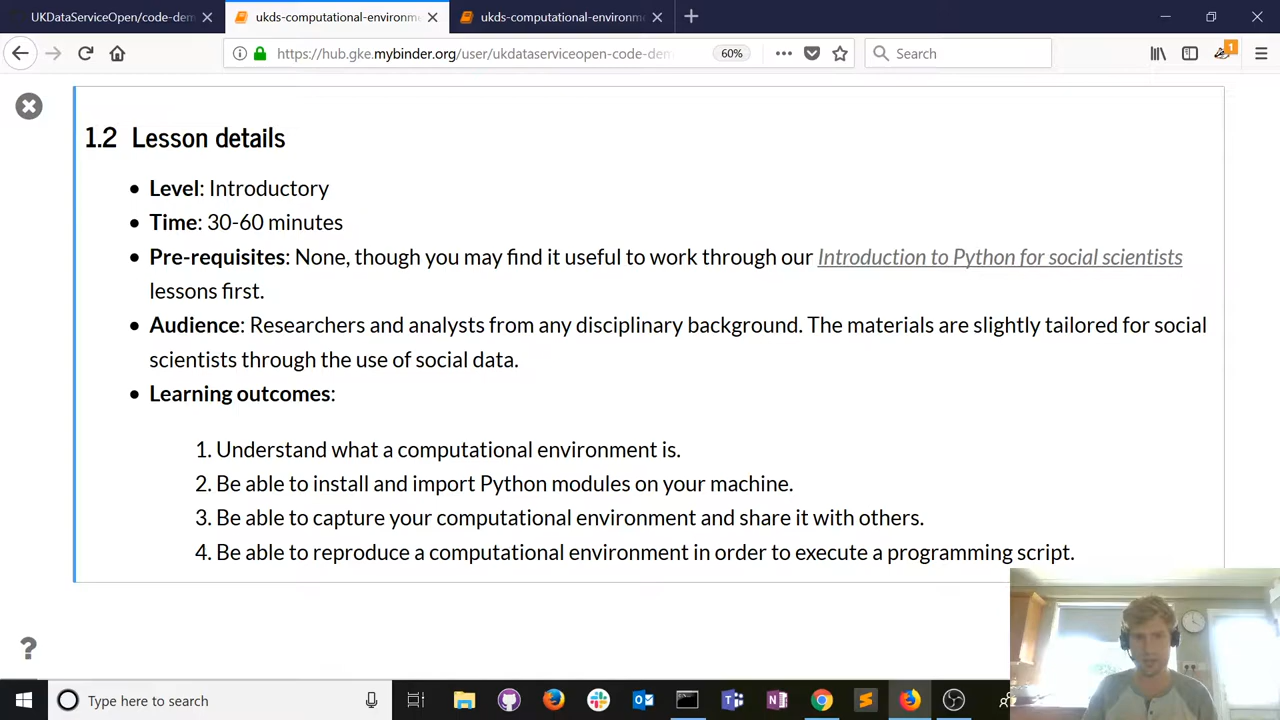 UKDataServiceOpen/code-dem
ukds-computational-environme
ukds-computational-environme
https://hub.gke.mybinder.org/user/ukdataserviceopen-code-dem
60%
Search
1
1.2 Lesson details
• Level: Introductory
• Time: 30-60 minutes
• Pre-requisites: None, though you may find it useful to work through our Introduction to Python for social scientists
lessons first.
• Audience: Researchers and analysts from any disciplinary background. The materials are slightly tailored for social
scientists through the use of social data.
• Learning outcomes:
1. Understand what a computational environment is.
2. Be able to install and import Python modules on your machine.
3. Be able to capture your computational environment and share it with others.
4. Be able to reproduce a computational environment in order to execute a programming script.
?
Type here to search